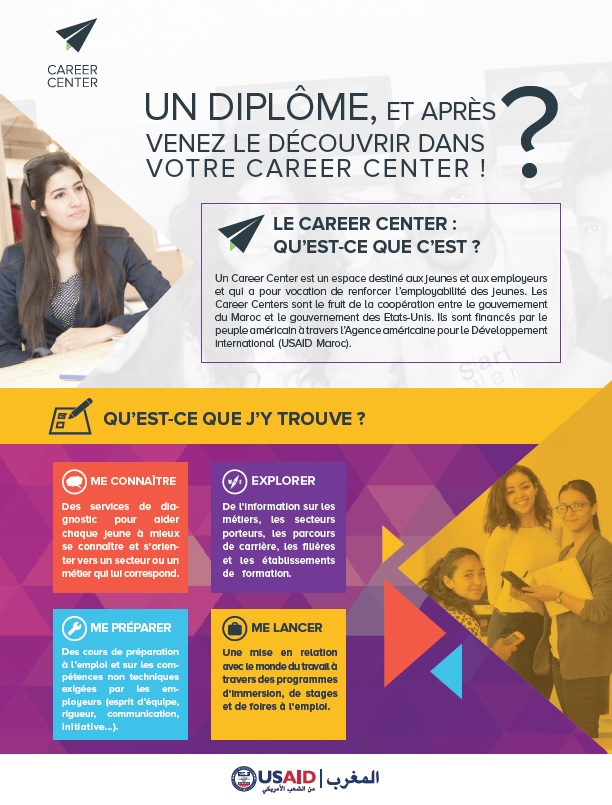 CAREER
CENTER
UN DIPLÔME, ET APRÈS ?
VENEZ LE DÉCOUVRIR DANS
VOTRE CAREER CENTER !
LE CAREER CENTER :
QU'EST-CE QUE C'EST ?
Un Career Center est un espace destiné aux jeunes et aux employeurs
et qui a pour vocation de renforcer l'employabilité des jeunes. Les
Career Centers sont le fruit de la coopération entre le gouvernement
du Maroc et le gouvernement des Etats-Unis. Ils sont financés par le
peuple américain à travers l'Agence américaine pour le Développement
international (USAID Maroc).
QU'EST-CE QUE J'Y TROUVE ?
ME CONNAÎTRE
Des services de dia-
gnostic pour aider
chaque jeune à mieux
se connaître et s'orien-
ter vers un secteur ou un
métier qui lui correspond.
EXPLORER
De l'information sur les
métiers, les secteurs
porteurs, les parcours
de carrière, les filières
et les établissements
de formation.
ME PRÉPARER
Des cours de préparation
à l'emploi et sur les com-
pétences non techniques
exigées par les em-
ployeurs (esprit d'équipe,
rigueur, communication,
initiative...).
ME LANCER
Une mise en relation
avec le monde du travail à
travers des programmes
d'immersion, de stages
et de foires à l'emploi.
USAID | المغرب
من الشعب الأمريكي